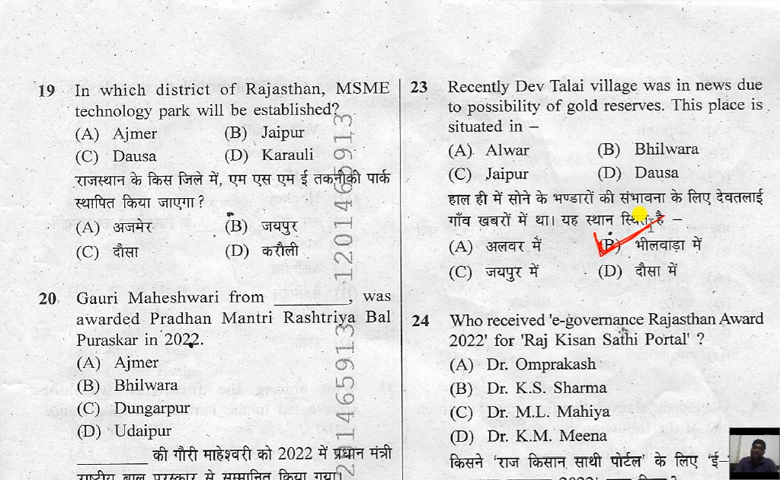 19 In which district of Rajasthan, MSME
technology park will be established?
(A) Ajmer (B) Jaipur
(C) Dausa (D) Karauli
राजस्थान के किस जिले में, एम एस एम ई तकनीकी पार्क
स्थापित किया जाएगा ?
(A) अजमेर (B) जयपुर
(C) दौसा (D) करौली
20 Gauri Maheshwari from ________, was
awarded Pradhan Mantri Rashtriya Bal
Puraskar in 2022.
(A) Ajmer
(B) Bhilwara
(C) Dungarpur
(D) Udaipur
________ की गौरी माहेश्वरी को 2022 में प्रधान मंत्री
राष्ट्रीय बाल पुरस्कार से सम्मानित किया गया।
1201465913
1201465913
23 Recently Dev Talai village was in news due
to possibility of gold reserves. This place is
situated in –
(A) Alwar (B) Bhilwara
(C) Jaipur (D) Dausa
हाल ही में सोने के भण्डारों की संभावना के लिए देवतलाई
गाँव खबरों में था। यह स्थान स्थित है –
(A) अलवर में (B) भीलवाड़ा में
(C) जयपुर में (D) दौसा में
24 Who received 'e-governance Rajasthan Award
2022' for 'Raj Kisan Sathi Portal' ?
(A) Dr. Omprakash
(B) Dr. K.S. Sharma
(C) Dr. M.L. Mahiya
(D) Dr. K.M. Meena
किसने 'राज किसान साथी पोर्टल' के लिए 'ई-